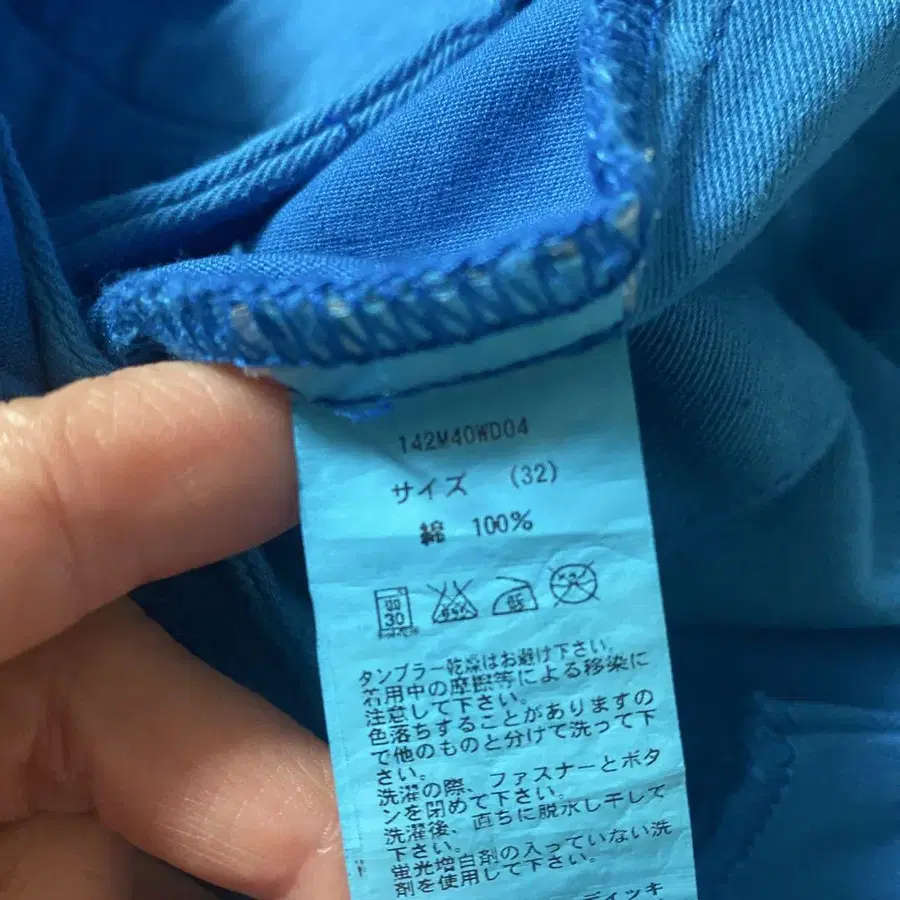 142M40WD04
サイズ (32)
綿 100%
30
タンブラー乾燥はお避け下さい。
着用中の摩擦等による移染に
注意して下さい。
色落ちすることがありますの
で他のものと分けて洗って下
さい。
洗濯の際、ファスナーとボタ
ンを閉めて下さい。
洗濯後、直ちに脱水し干して
下さい。
蛍光増白剤の入っていない洗
剤を使用して下さい。
ディッキ